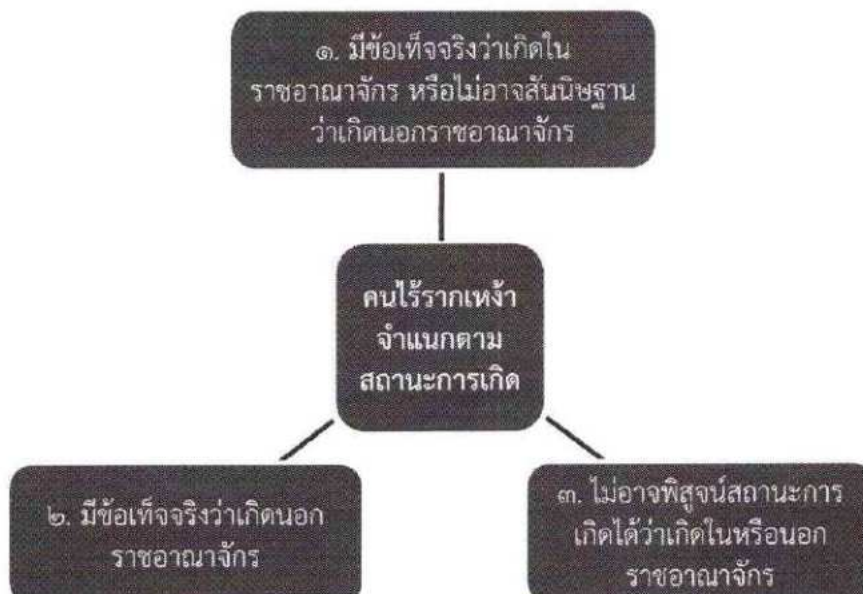 ๑. มีข้อเท็จจริงว่าเกิดใน
ราชอาณาจักร หรือไม่อาจสันนิษฐาน
ว่าเกิดนอกราชอาณาจักร
คนไร้รากเหง้า
จำแนกตาม
สถานะการเกิด
๒. มีข้อเท็จจริงว่าเกิดนอก
ราชอาณาจักร
๓. ไม่อาจพิสูจน์สถานะการ
เกิดได้ว่าเกิดในหรือนอก
ราชอาณาจักร